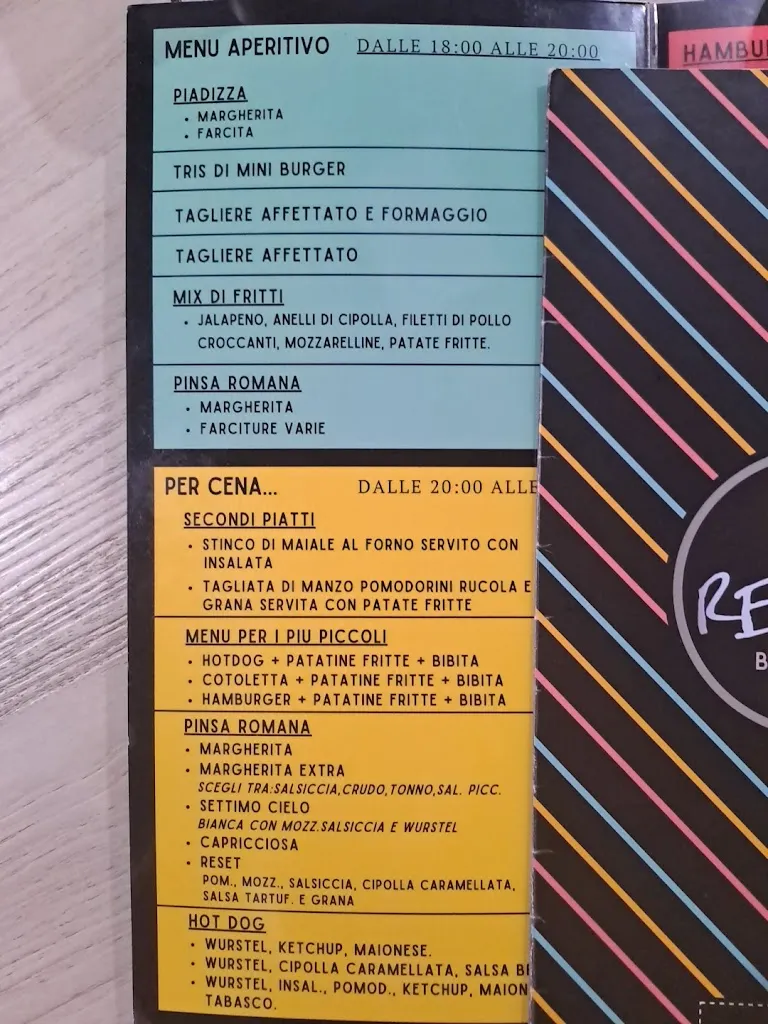 MENU APERITIVO DALLE 18:00 ALLE 20:00
PIADIZZA
• MARGHERITA
• FARCITA
TRIS DI MINI BURGER
TAGLIERE AFFETTATO E FORMAGGIO
TAGLIERE AFFETTATO
MIX DI FRITTI
• JALAPENO, ANELLI DI CIPOLLA, FILETTI DI POLLO
CROCCANTI, MOZZARELLINE, PATATE FRITTE.
PINSA ROMANA
• MARGHERITA
• FARCITURE VARIE
PER CENA... DALLE 20:00 ALLE
SECONDI PIATTI
• STINCO DI MAIALE AL FORNO SERVITO CON
INSALATA
• TAGLIATA DI MANZO POMODORINI RUCOLA E
GRANA SERVITA CON PATATE FRITTE
MENU PER I PIU PICCOLI
• HOTDOG + PATATINE FRITTE + BIBITA
• COTOLETTA + PATATINE FRITTE + BIBITA
• HAMBURGER + PATATINE FRITTE + BIBITA
PINSA ROMANA
• MARGHERITA
• MARGHERITA EXTRA
SCEGLI TRA:SALSICCIA,CRUDO,TONNO,SAL. PICC.
• SETTIMO CIELO
BIANCA CON MOZZ.SALSICCIA E WURSTEL
• CAPRICCIOSA
• RESET
POM., MOZZ., SALSICCIA, CIPOLLA CARAMELLATA,
SALSA TARTUF. E GRANA
HOT DOG
• WURSTEL, KETCHUP, MAIONESE.
• WURSTEL, CIPOLLA CARAMELLATA, SALSA
• WURSTEL, INSAL., POMOD., KETCHUP, MAION
TABASCO.
HAMBU
RE